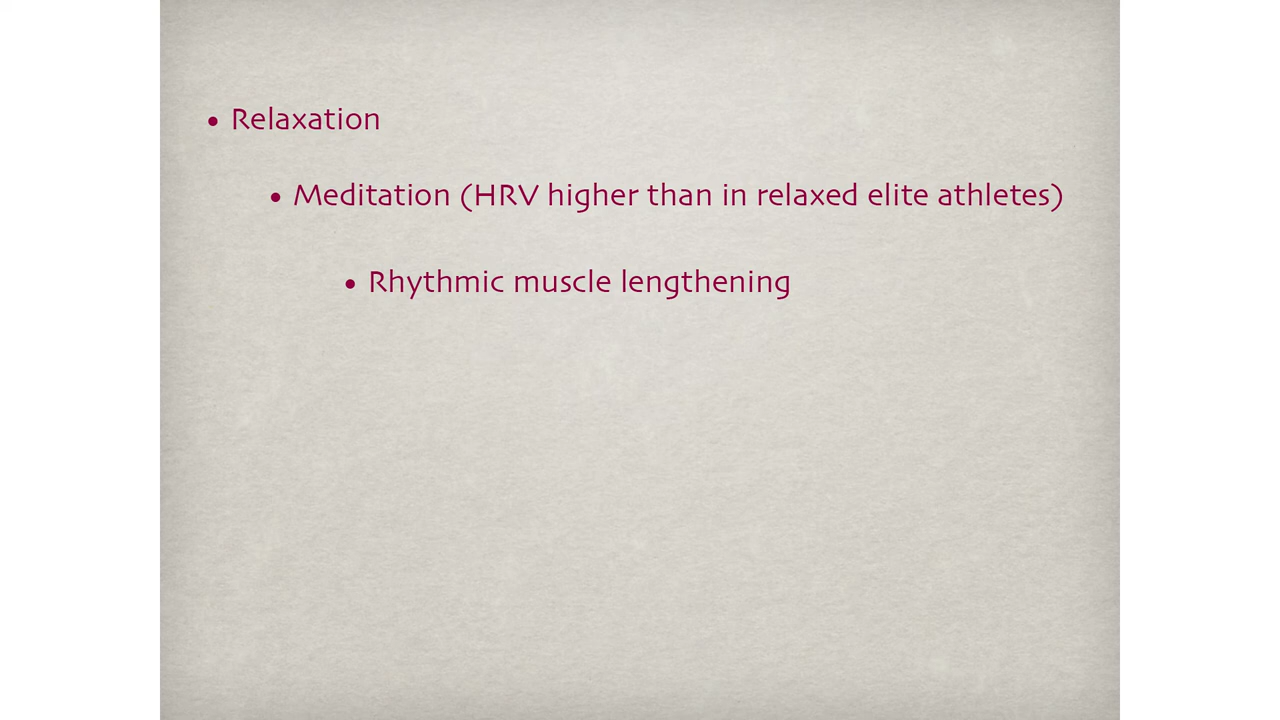 • Relaxation
• Meditation (HRV higher than in relaxed elite athletes)
• Rhythmic muscle lengthening